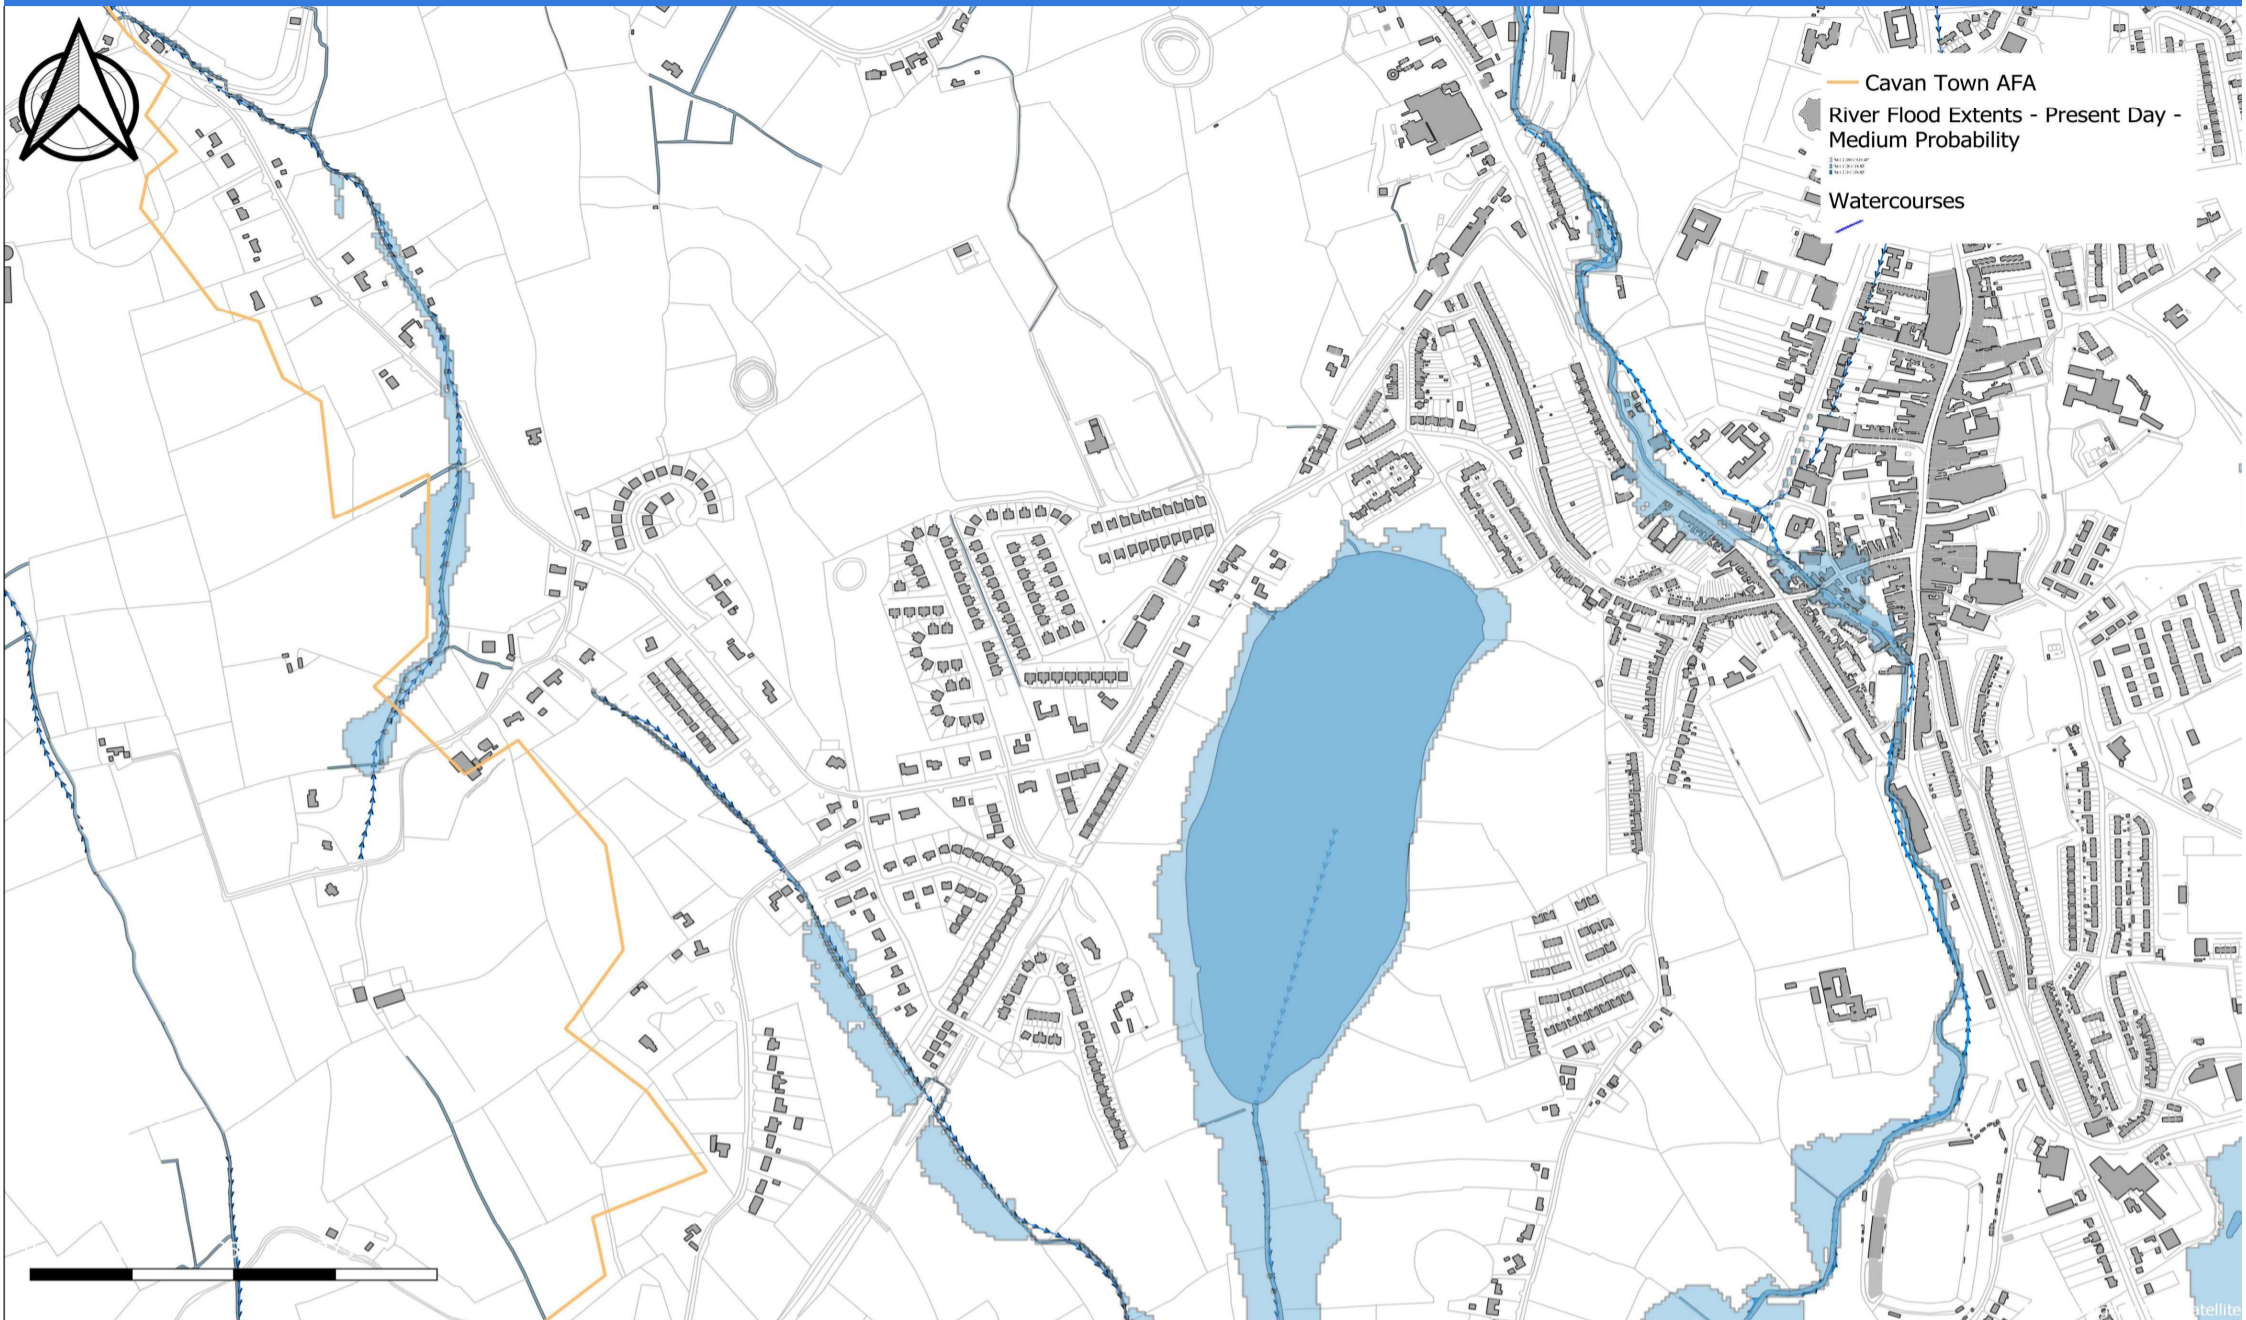 Cavan Town AFA
River Flood Extents - Present Day -
Medium Probability
Watercourses